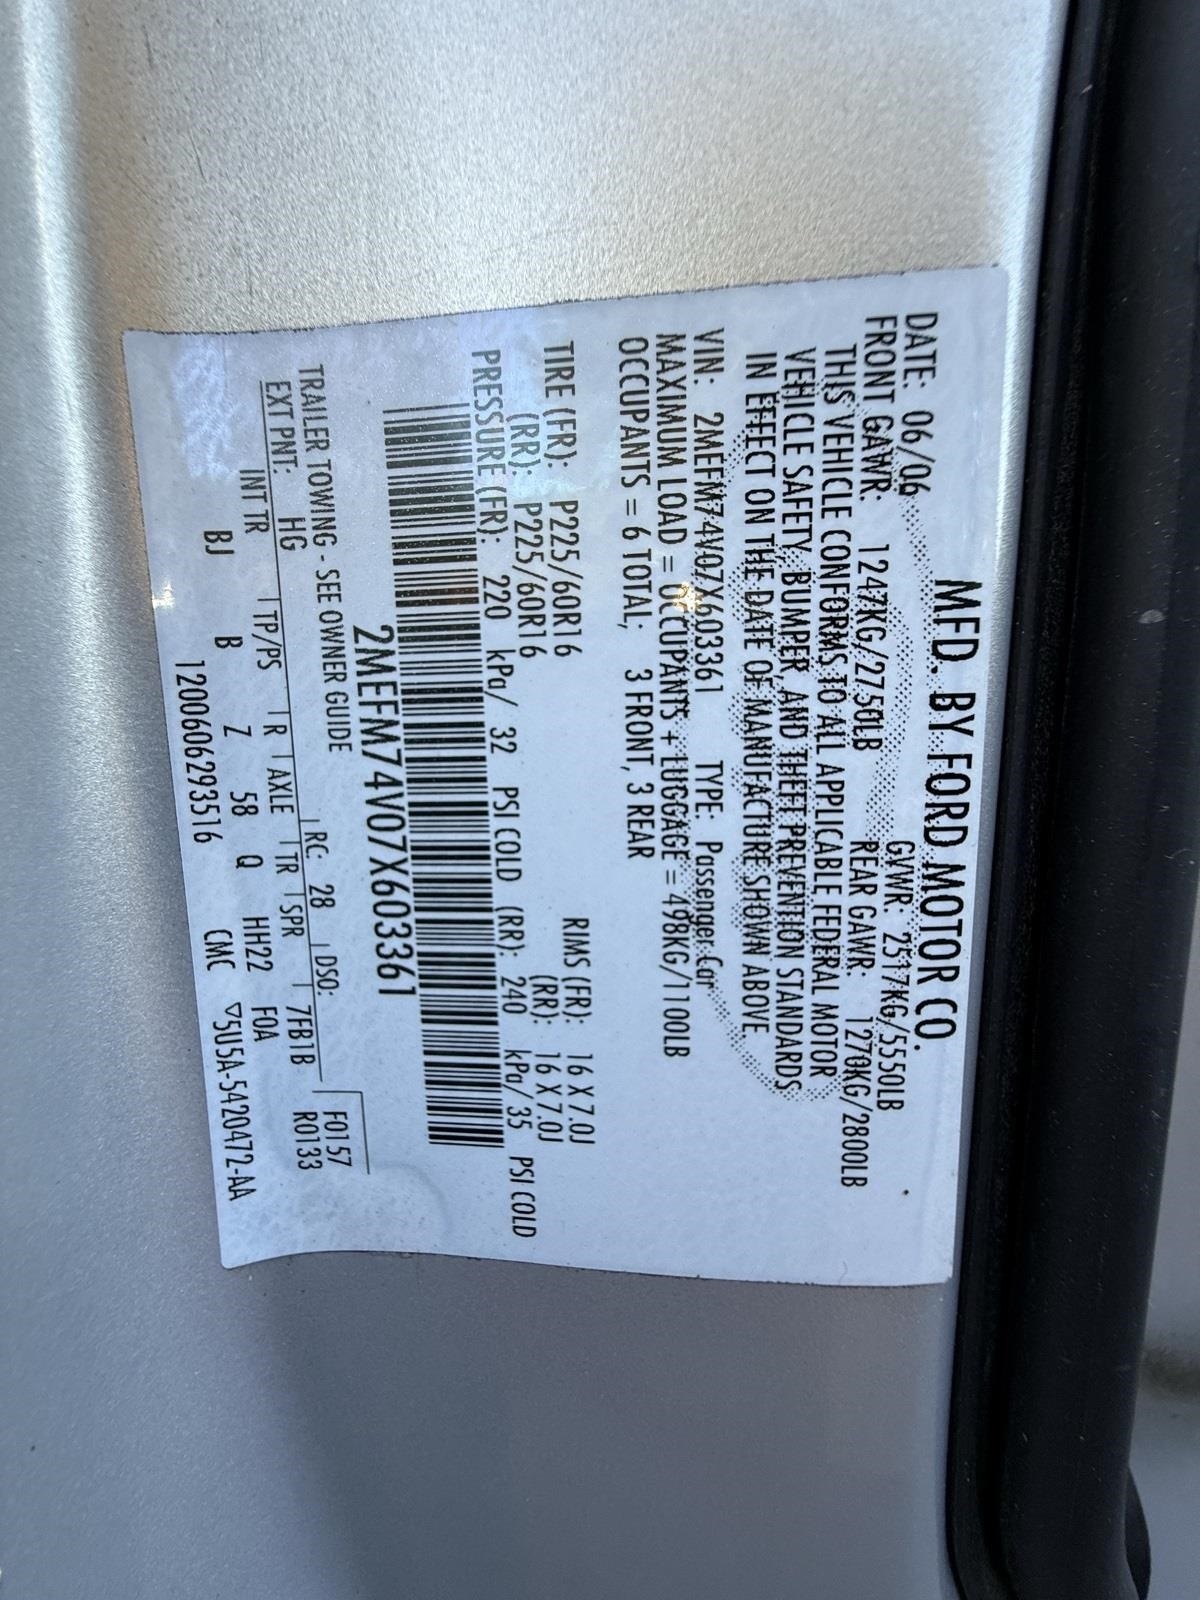 MFD. BY FORD MOTOR CO.
DATE: 06/06 GVWR: 2517KG/5550LB
FRONT GAWR: 1247KG/2750LB REAR GAWR: 1270KG/2800LB
THIS VEHICLE CONFORMS TO ALL APPLICABLE FEDERAL MOTOR
VEHICLE SAFETY, BUMPER, AND THEFT PREVENTION STANDARDS
IN EFFECT ON THE DATE OF MANUFACTURE SHOWN ABOVE.
VIN: 2MEFM74V07X603361 TYPE: Passenger Car
MAXIMUM LOAD = OCCUPANTS + LUGGAGE = 498KG/1100LB
OCCUPANTS = 6 TOTAL; 3 FRONT, 3 REAR
TIRE (FR): P225/60R16 RIMS (FR): 16 X 7.0J
(RR): P225/60R16 (RR): 16 X 7.0J
PRESSURE (FR): 220 kPa/ 32 PSI COLD (RR): 240 kPa/ 35 PSI COLD
2MEFM74V07X603361
TRAILER TOWING - SEE OWNER GUIDE F0157
EXT PNT: HG RC: 28 DSO: R0133
INT TR TP/PS R AXLE TR SPR 7FB1B
BJ B Z 58 Q HH22 FOA
1200606293516 CMC ▽5U5A-5420472-AA